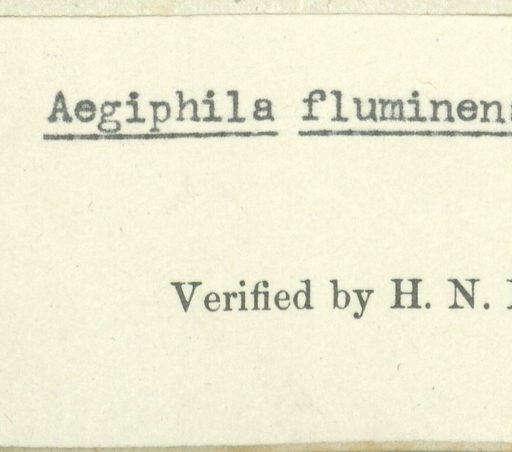 Aegiphila fluminen
Verified by H. N.